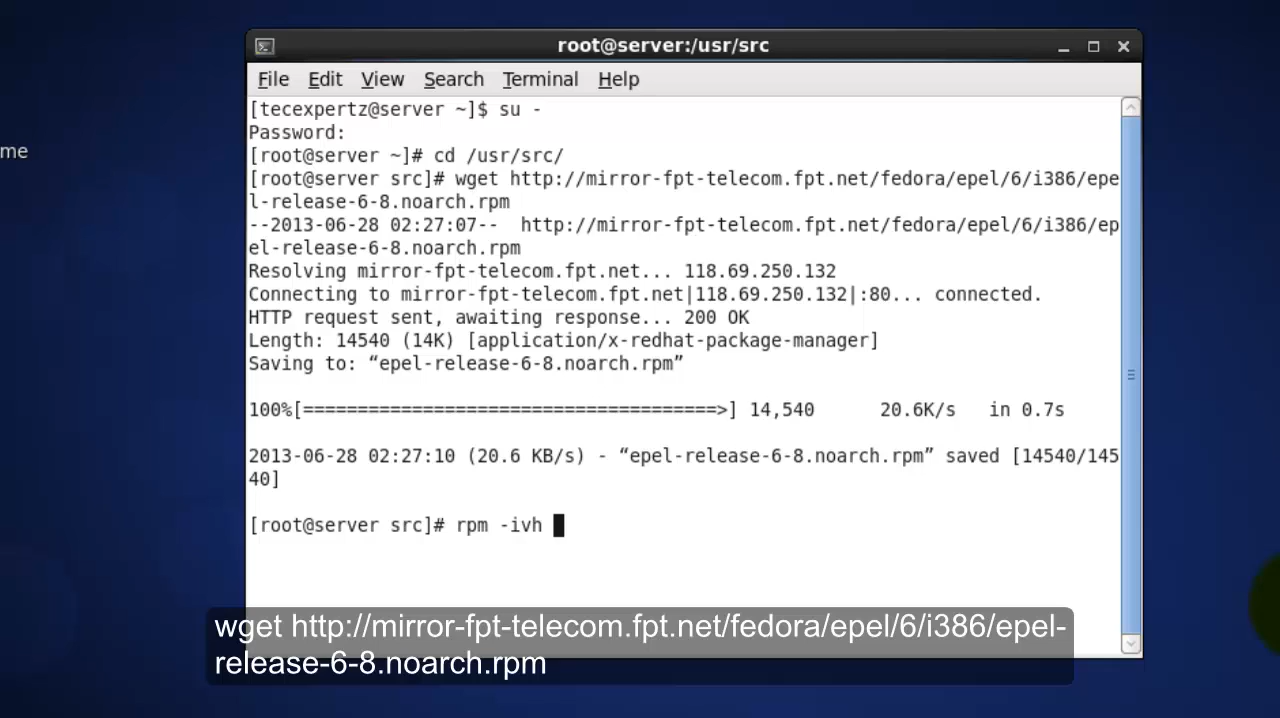 root@server:/usr/src
File Edit View Search Terminal Help
[tecexpertz@server ~]$ su -
Password:
me
[root@server ~]# cd /usr/src/
[root@server src]# wget http://mirror-fpt-telecom.fpt.net/fedora/epel/6/i386/epe
l-release-6-8.noarch.rpm
--2013-06-28 02:27:07-- http://mirror-fpt-telecom.fpt.net/fedora/epel/6/i386/ep
el-release-6-8.noarch.rpm
Resolving mirror-fpt-telecom.fpt.net... 118.69.250.132
Connecting to mirror-fpt-telecom.fpt.net|118.69.250.132|:80... connected.
HTTP request sent, awaiting response... 200 OK
Length: 14540 (14K) [application/x-redhat-package-manager]
Saving to: “epel-release-6-8.noarch.rpm”
100%[======================================>] 14,540 20.6K/s in 0.7s
2013-06-28 02:27:10 (20.6 KB/s) - “epel-release-6-8.noarch.rpm” saved [14540/145
40]
[root@server src]# rpm -ivh
wget http://mirror-fpt-telecom.fpt.net/fedora/epel/6/i386/epel-
release-6-8.noarch.rpm